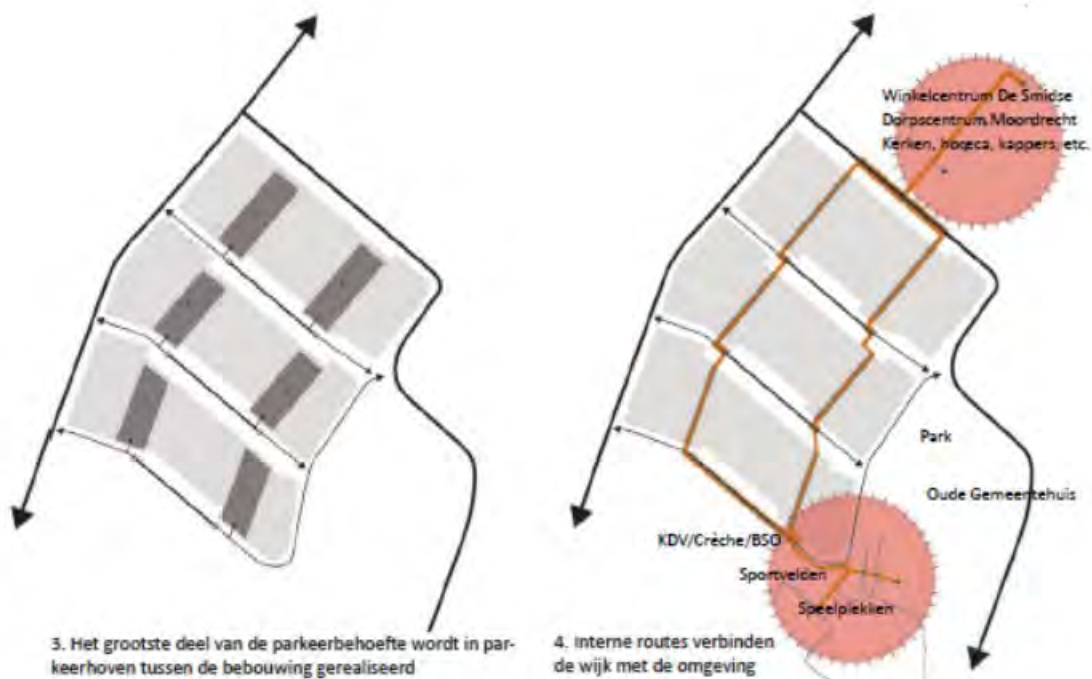 Winkelcentrum De Smidse
Dorpscentrum Moordrecht
Kerken, horeca, kappers, etc.
Park
Oude Gemeentehuis
KDV/Crèche/BSO
Sportvelden
Speelplekken
3. Het grootste deel van de parkeerbehoefte wordt in par-
keerhoven tussen de bebouwing gerealiseerd
4. Interne routes verbinden
de wijk met de omgeving